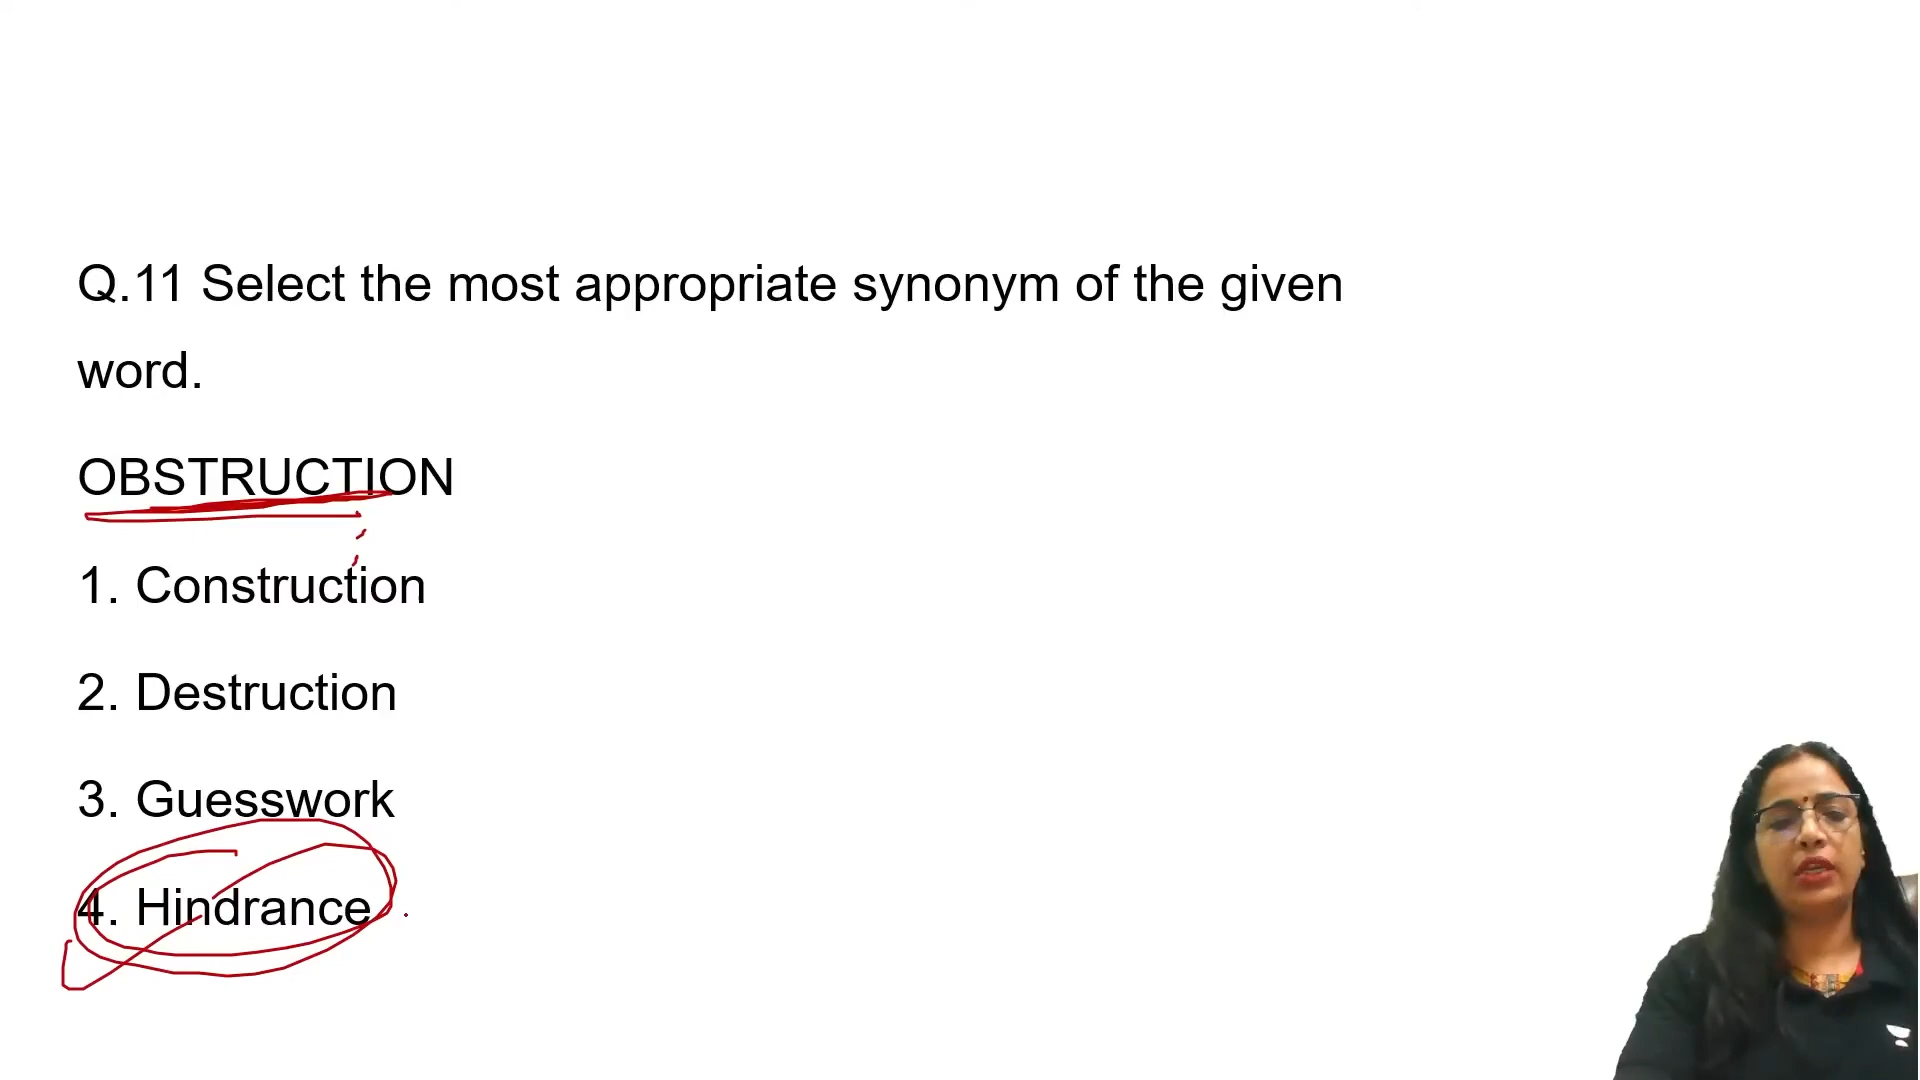 Q.11 Select the most appropriate synonym of the given
word.
OBSTRUCTION
1. Construction
2. Destruction
3. Guesswork
4. Hindrance